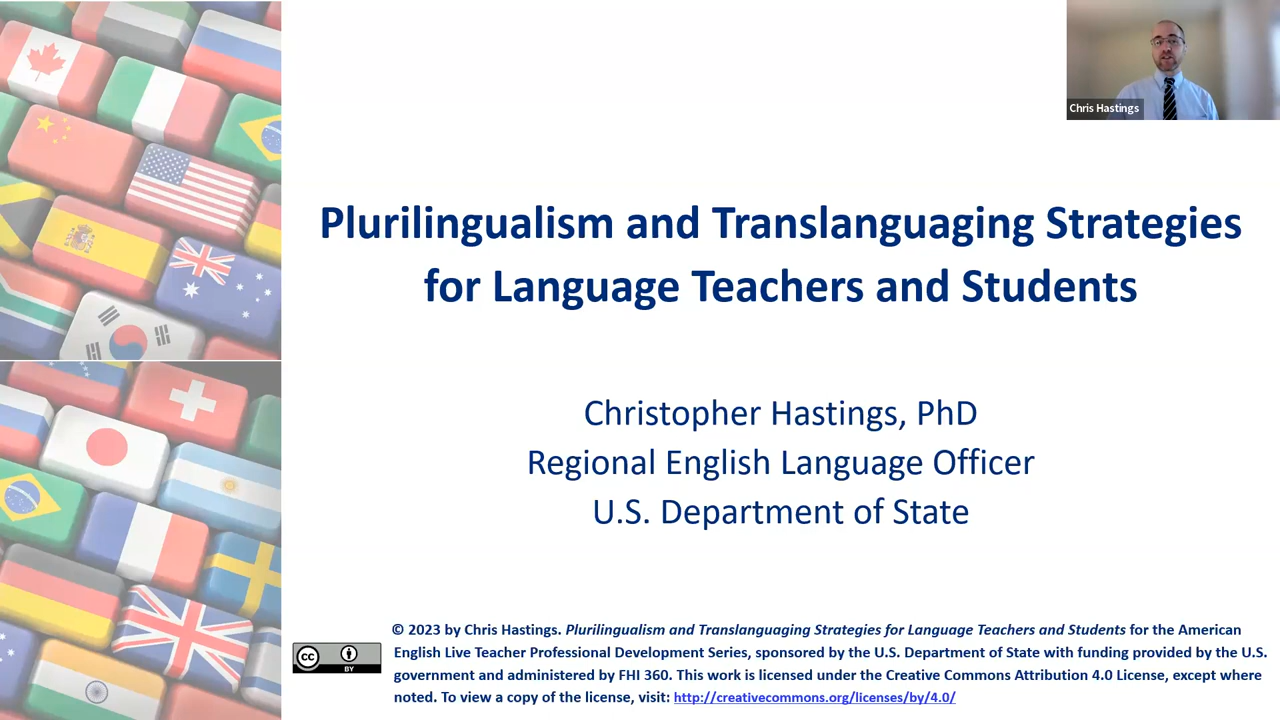 Chris Hastings
Plurilingualism and Translanguaging Strategies
for Language Teachers and Students
Christopher Hastings, PhD
Regional English Language Officer
U.S. Department of State
© 2023 by Chris Hastings. Plurilingualism and Translanguaging Strategies for Language Teachers and Students for the American
English Live Teacher Professional Development Series, sponsored by the U.S. Department of State with funding provided by the U.S.
government and administered by FHI 360. This work is licensed under the Creative Commons Attribution 4.0 License, except where
noted. To view a copy of the license, visit: http://creativecommons.org/licenses/by/4.0/
cc
BY